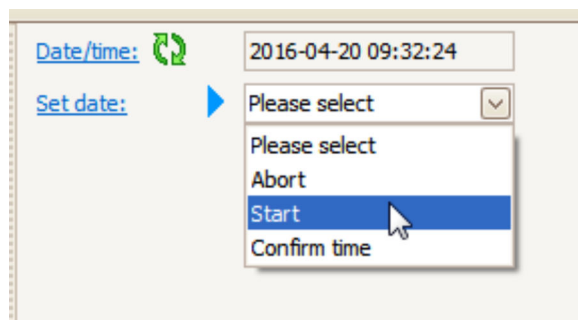 Date/time: 2016-04-20 09:32:24
Set date: Please select
Please select
Abort
Start
Confirm time